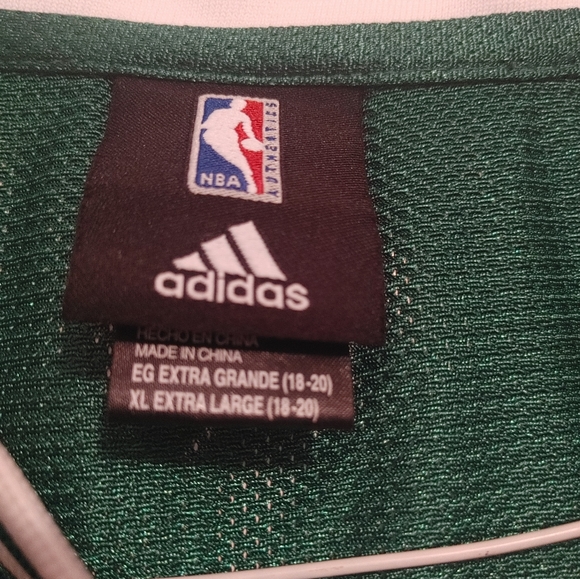 NBA
AUTHENTICS
adidas
HECHO EN CHINA
MADE IN CHINA
EG EXTRA GRANDE (18-20)
XL EXTRA LARGE (18-20)